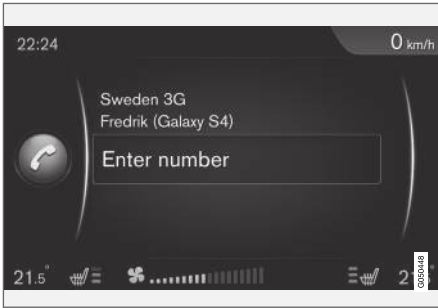 22:24
0 km/h
Sweden 3G
Fredrik (Galaxy S4)
Enter number
21.5°
G050448